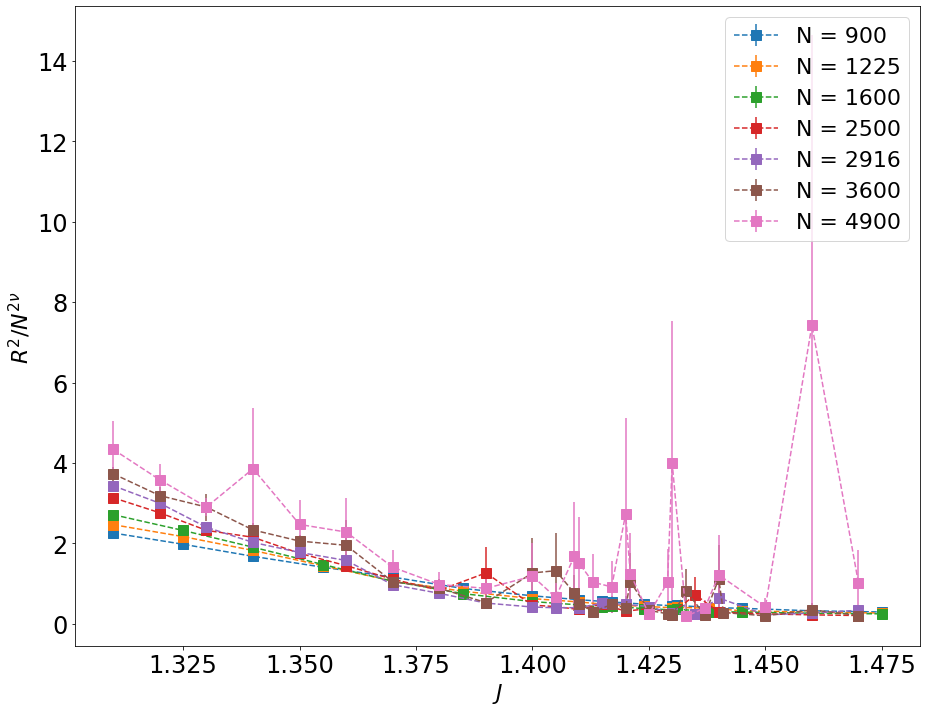 14
12
10
8
6
4
2
0
R²/N²ᵛ
1.325 1.350 1.375 1.400 1.425 1.450 1.475
J
N = 900
N = 1225
N = 1600
N = 2500
N = 2916
N = 3600
N = 4900